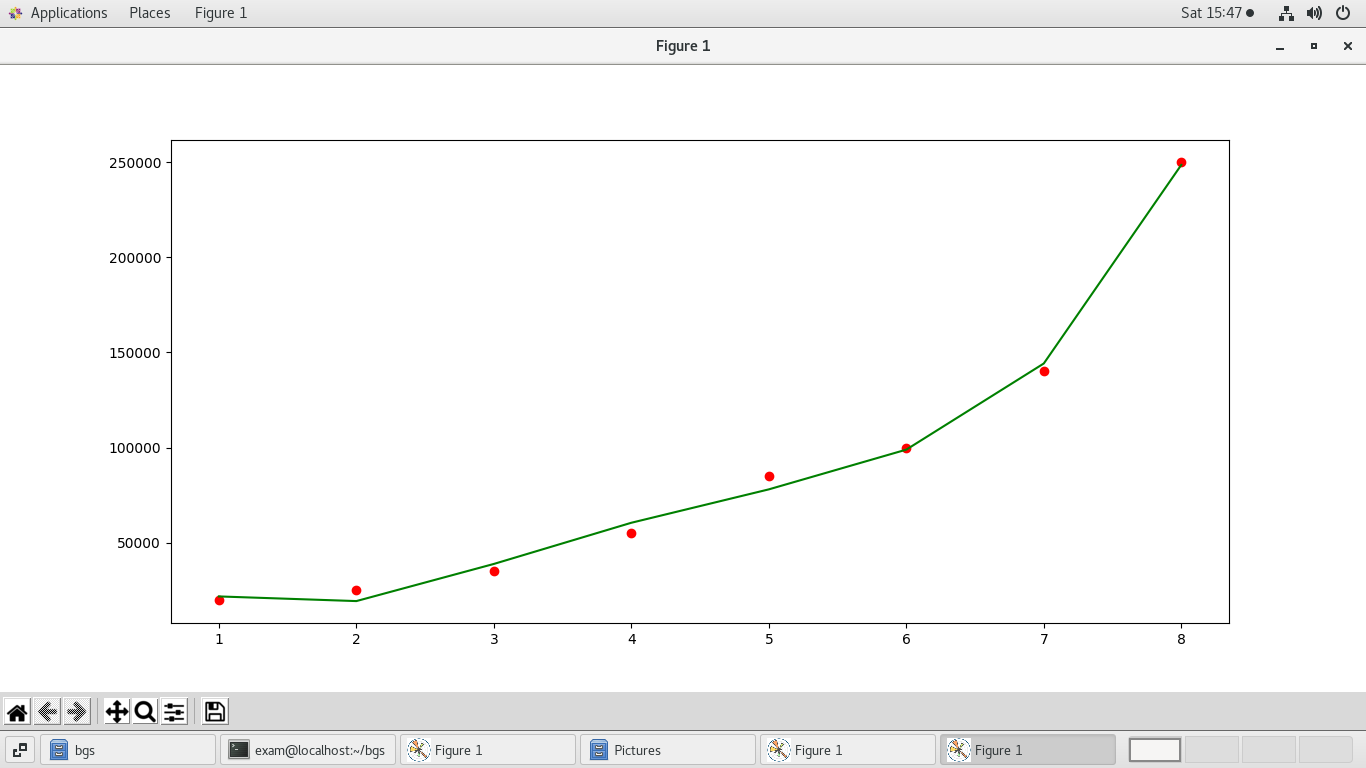 Applications Places Figure 1 Sat 15:47
Figure 1
250000
200000
150000
100000
50000
1 2 3 4 5 6 7 8
bgs exam@localhost:~/bgs Figure 1 Pictures Figure 1 Figure 1